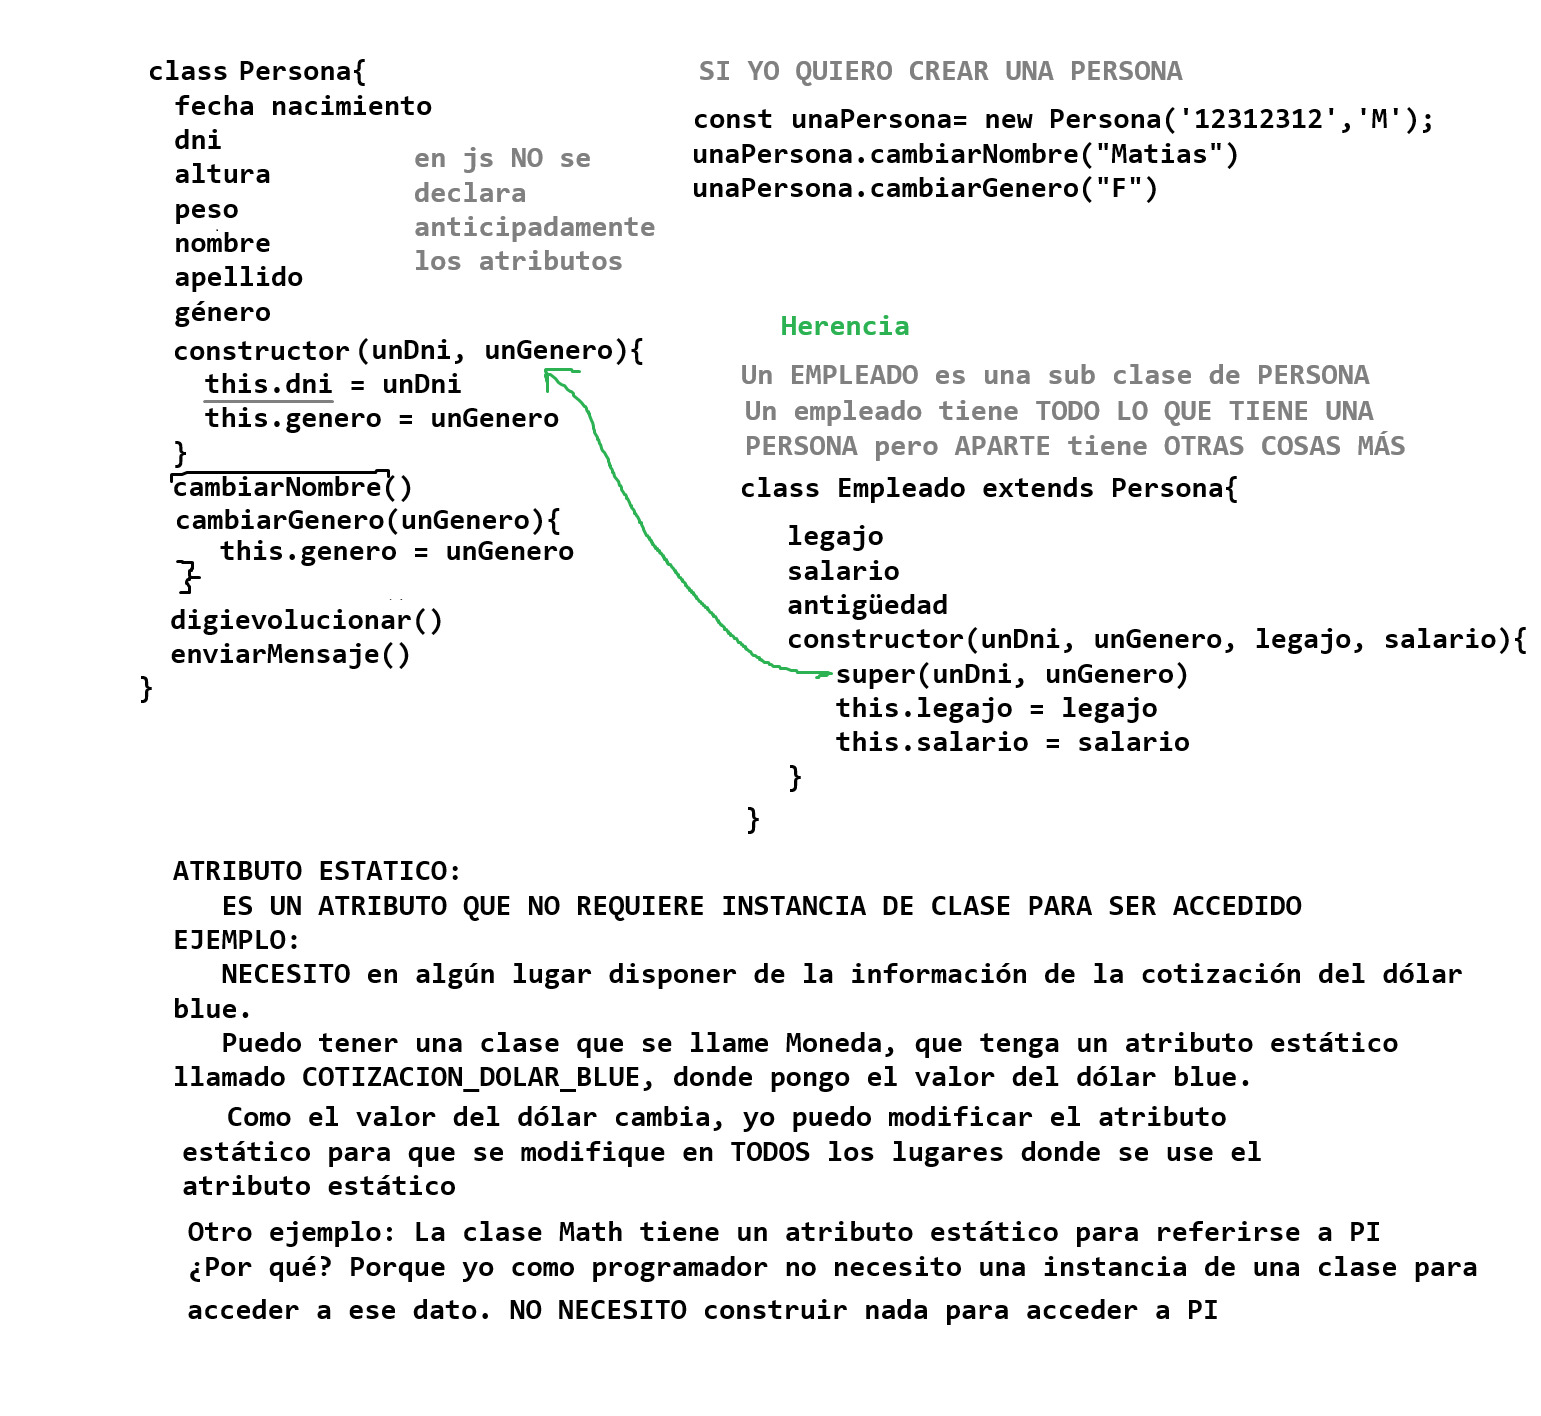 class Persona{
fecha nacimiento
dni
altura
peso
nombre
apellido
género
en js NO se
declara
anticipadamente
los atributos
constructor(unDni, unGenero){
this.dni = unDni
this.genero = unGenero
}
cambiarNombre()
cambiarGenero(unGenero){
this.genero = unGenero
}
digievolucionar()
enviarMensaje()
}
SI YO QUIERO CREAR UNA PERSONA
const unaPersona= new Persona('12312312','M');
unaPersona.cambiarNombre("Matias")
unaPersona.cambiarGenero("F")
Herencia
Un EMPLEADO es una sub clase de PERSONA
Un empleado tiene TODO LO QUE TIENE UNA
PERSONA pero APARTE tiene OTRAS COSAS MÁS
class Empleado extends Persona{
legajo
salario
antigüedad
constructor(unDni, unGenero, legajo, salario){
super(unDni, unGenero)
this.legajo = legajo
this.salario = salario
}
}
ATRIBUTO ESTATICO:
ES UN ATRIBUTO QUE NO REQUIERE INSTANCIA DE CLASE PARA SER ACCEDIDO
EJEMPLO:
NECESITO en algún lugar disponer de la información de la cotización del dólar
blue.
Puedo tener una clase que se llame Moneda, que tenga un atributo estático
llamado COTIZACION_DOLAR_BLUE, donde pongo el valor del dólar blue.
Como el valor del dólar cambia, yo puedo modificar el atributo
estático para que se modifique en TODOS los lugares donde se use el
atributo estático
Otro ejemplo: La clase Math tiene un atributo estático para referirse a PI
¿Por qué? Porque yo como programador no necesito una instancia de una clase para
acceder a ese dato. NO NECESITO construir nada para acceder a PI